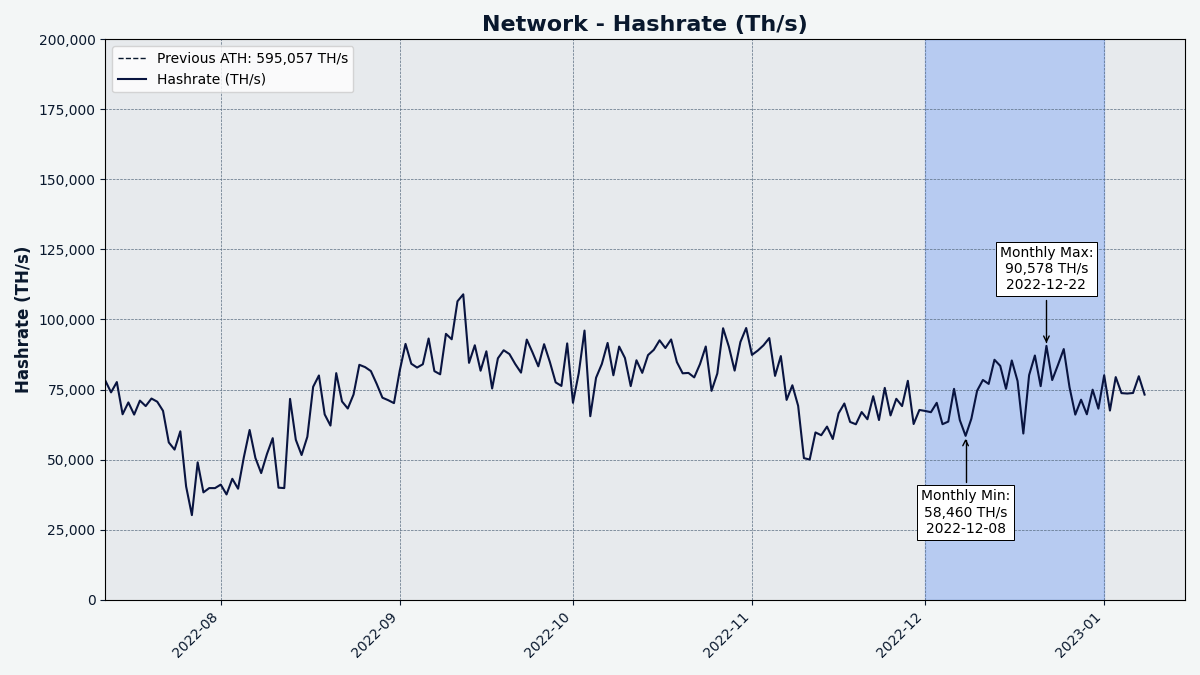 Network - Hashrate (Th/s)
Previous ATH: 595,057 TH/s
Hashrate (TH/s)
Hashrate (TH/s)
200,000
175,000
150,000
125,000
100,000
75,000
50,000
25,000
0
Monthly Max:
90,578 TH/s
2022-12-22
Monthly Min:
58,460 TH/s
2022-12-08
2022-08
2022-09
2022-10
2022-11
2022-12
2023-01